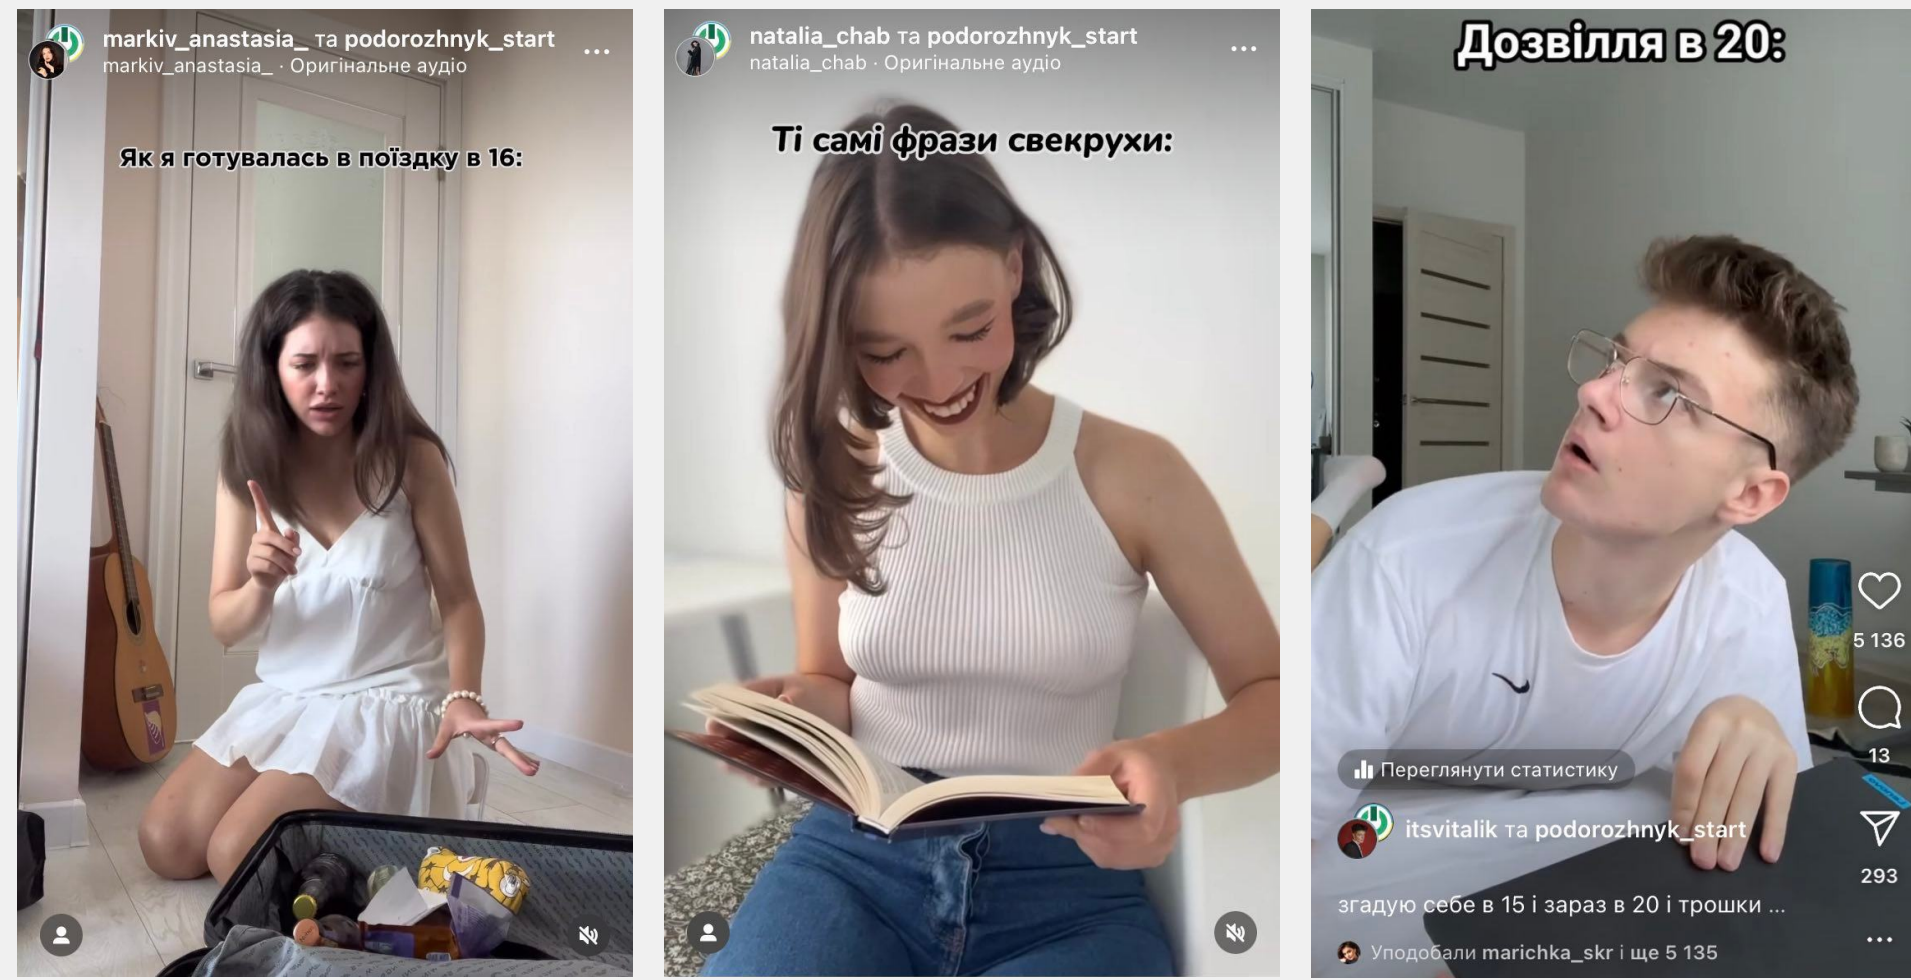 markiv_anastasia_ та podorozhnyk_start
markiv_anastasia_ · Оригінальне аудіо
Як я готувалась в поїздку в 16:
natalia_chab та podorozhnyk_start
natalia_chab · Оригінальне аудіо
Ті самі фрази свекрухи:
Дозвілля в 20:
5 136
13
Переглянути статистику
itsvitalik та podorozhnyk_start
293
згадую себе в 15 і зараз в 20 і трошки ...
Уподобали marichka_skr і ще 5 135